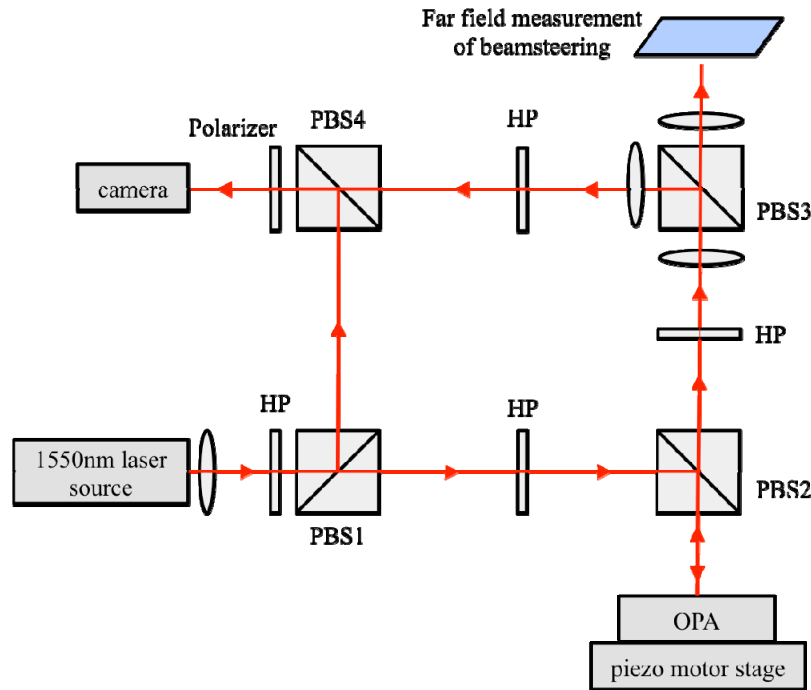 Far field measurement
of beamsteering
Polarizer
PBS4
HP
camera
PBS3
HP
HP
HP
1550nm laser
source
PBS1
PBS2
OPA
piezo motor stage